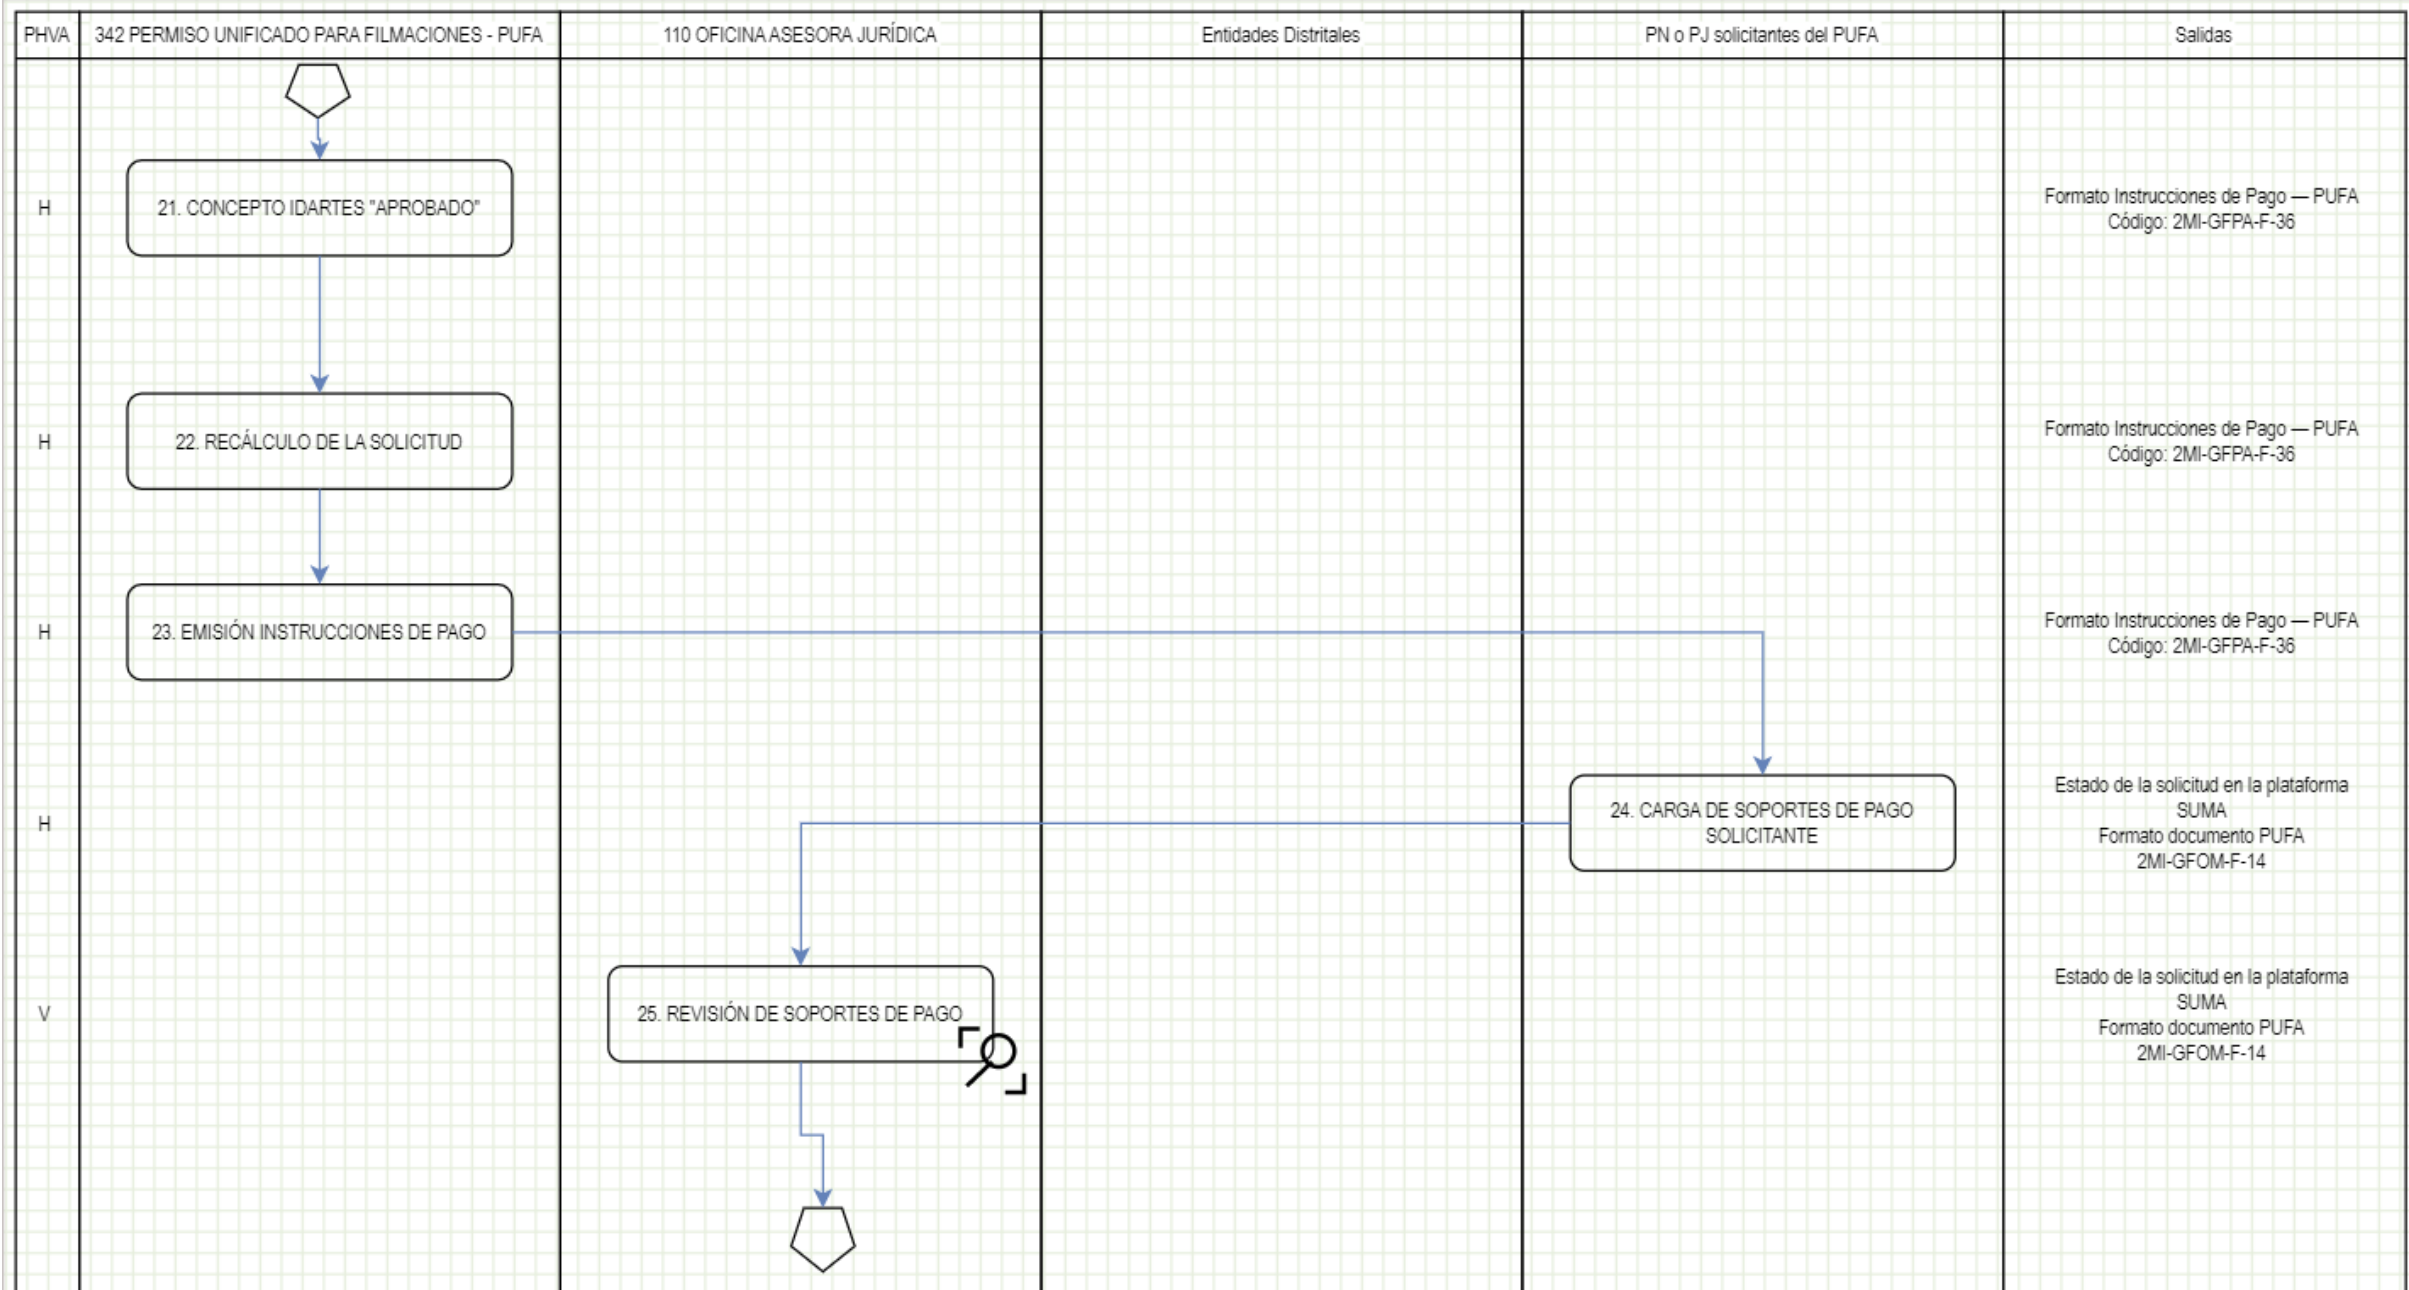 PHVA
342 PERMISO UNIFICADO PARA FILMACIONES - PUFA
110 OFICINA ASESORA JURÍDICA
Entidades Distritales
PN o PJ solicitantes del PUFA
Salidas
H
21. CONCEPTO IDARTES "APROBADO"
Formato Instrucciones de Pago — PUFA
Código: 2MI-GFPA-F-36
H
22. RECÁLCULO DE LA SOLICITUD
Formato Instrucciones de Pago — PUFA
Código: 2MI-GFPA-F-36
H
23. EMISIÓN INSTRUCCIONES DE PAGO
Formato Instrucciones de Pago — PUFA
Código: 2MI-GFPA-F-36
H
24. CARGA DE SOPORTES DE PAGO
SOLICITANTE
Estado de la solicitud en la plataforma
SUMA
Formato documento PUFA
2MI-GFOM-F-14
V
25. REVISIÓN DE SOPORTES DE PAGO
Estado de la solicitud en la plataforma
SUMA
Formato documento PUFA
2MI-GFOM-F-14